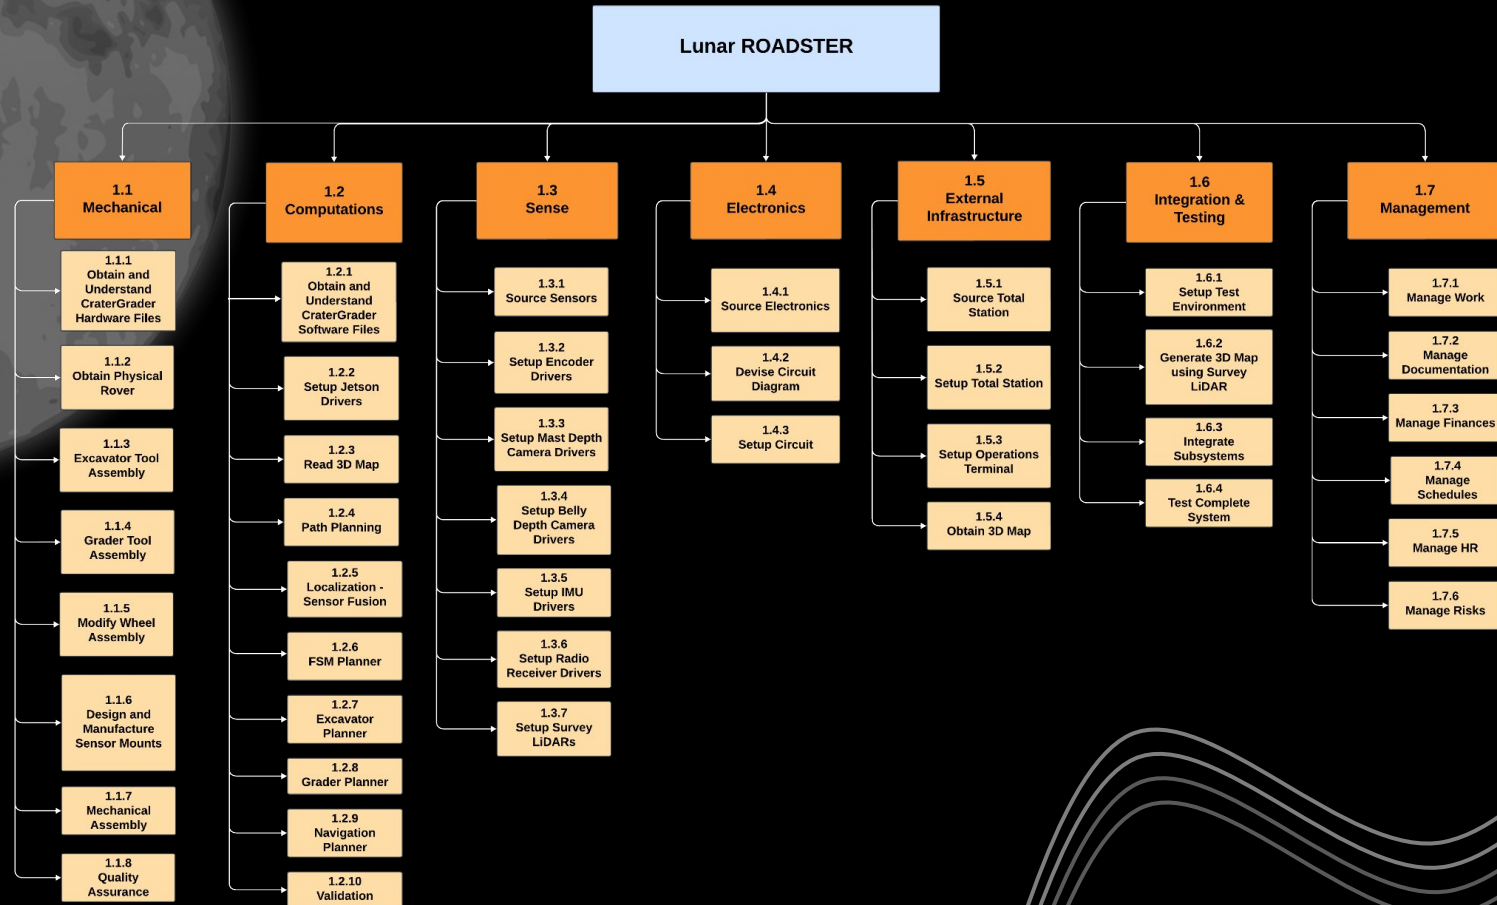 Lunar ROADSTER
1.1
Mechanical
1.1.1
Obtain and
Understand
CraterGrader
Hardware Files
1.1.2
Obtain Physical
Rover
1.1.3
Excavator Tool
Assembly
1.1.4
Grader Tool
Assembly
1.1.5
Modify Wheel
Assembly
1.1.6
Design and
Manufacture
Sensor Mounts
1.1.7
Mechanical
Assembly
1.1.8
Quality
Assurance
1.2
Computations
1.2.1
Obtain and
Understand
CraterGrader
Software Files
1.2.2
Setup Jetson
Drivers
1.2.3
Read 3D Map
1.2.4
Path Planning
1.2.5
Localization -
Sensor Fusion
1.2.6
FSM Planner
1.2.7
Excavator
Planner
1.2.8
Grader Planner
1.2.9
Navigation
Planner
1.2.10
Validation
1.3
Sense
1.3.1
Source Sensors
1.3.2
Setup Encoder
Drivers
1.3.3
Setup Mast Depth
Camera Drivers
1.3.4
Setup Belly
Depth Camera
Drivers
1.3.5
Setup IMU
Drivers
1.3.6
Setup Radio
Receiver Drivers
1.3.7
Setup Survey
LiDARs
1.4
Electronics
1.4.1
Source Electronics
1.4.2
Devise Circuit
Diagram
1.4.3
Setup Circuit
1.5
External
Infrastructure
1.5.1
Source Total
Station
1.5.2
Setup Total Station
1.5.3
Setup Operations
Terminal
1.5.4
Obtain 3D Map
1.6
Integration &
Testing
1.6.1
Setup Test
Environment
1.6.2
Generate 3D Map
using Survey
LiDAR
1.6.3
Integrate
Subsystems
1.6.4
Test Complete
System
1.7
Management
1.7.1
Manage Work
1.7.2
Manage
Documentation
1.7.3
Manage Finances
1.7.4
Manage
Schedules
1.7.5
Manage HR
1.7.6
Manage Risks